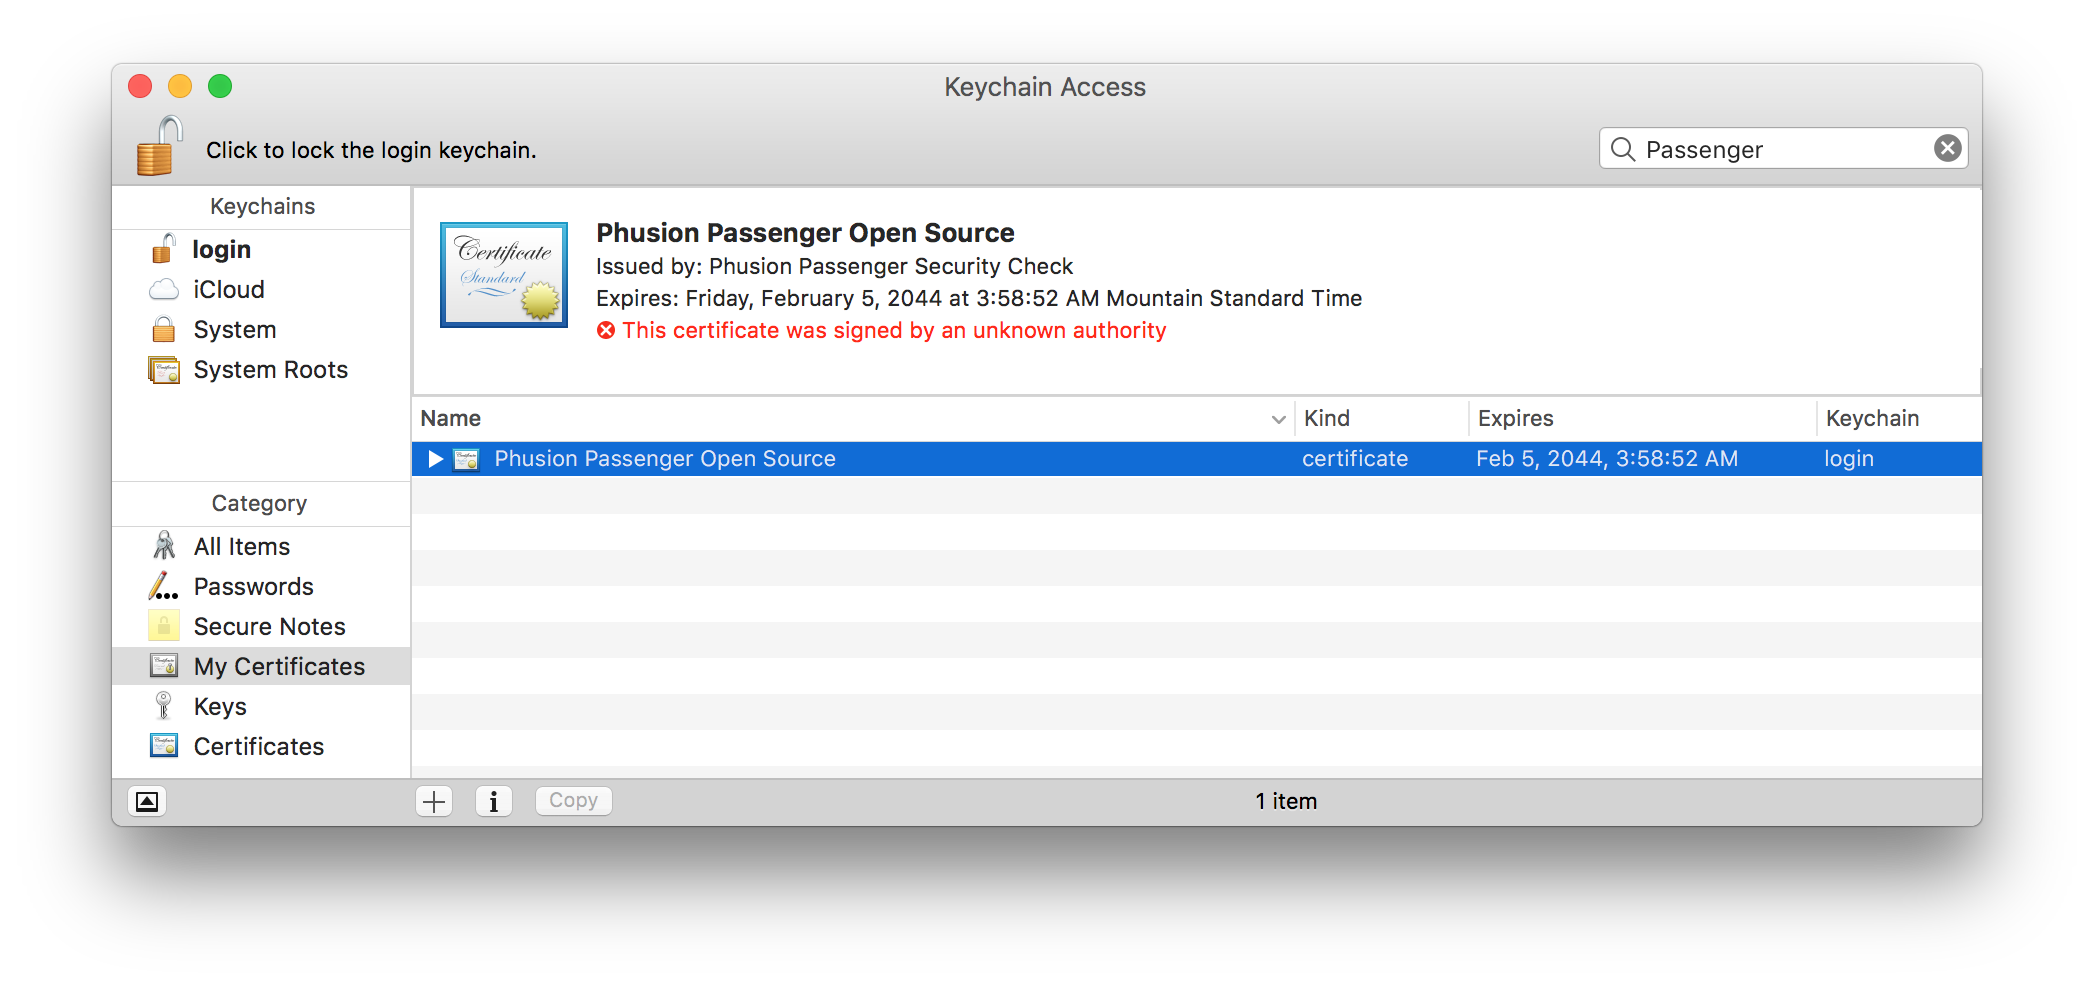 Keychain Access
Click to lock the login keychain.
Passenger
Keychains
login
iCloud
System
System Roots
Category
All Items
Passwords
Secure Notes
My Certificates
Keys
Certificates
Certificate
Standard
Phusion Passenger Open Source
Issued by: Phusion Passenger Security Check
Expires: Friday, February 5, 2044 at 3:58:52 AM Mountain Standard Time
This certificate was signed by an unknown authority
Name Kind Expires Keychain
Phusion Passenger Open Source certificate Feb 5, 2044, 3:58:52 AM login
Copy
1 item